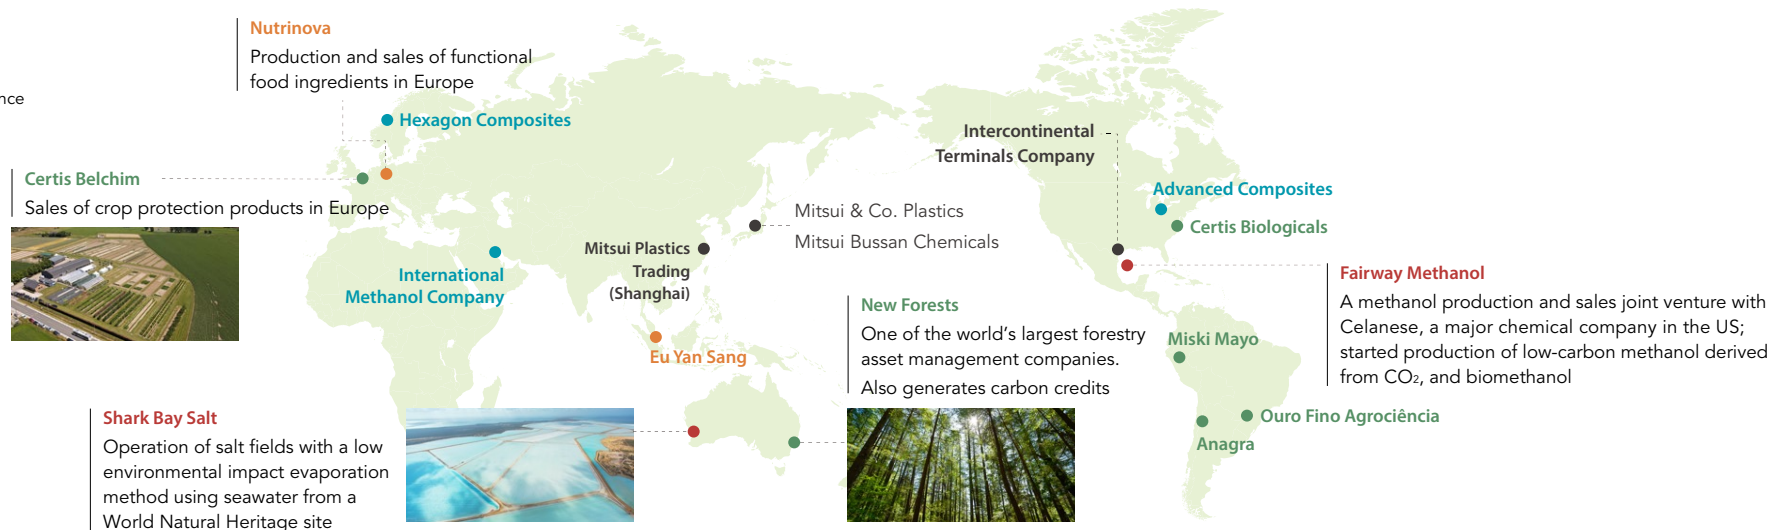 Nutrinova
Production and sales of functional
food ingredients in Europe
Hexagon Composites
Certis Belchim
Sales of crop protection products in Europe
International
Methanol Company
Mitsui Plastics
Trading
(Shanghai)
Mitsui & Co. Plastics
Mitsui Bussan Chemicals
Intercontinental
Terminals Company
Advanced Composites
Certis Biologicals
Fairway Methanol
A methanol production and sales joint venture with
Celanese, a major chemical company in the US;
started production of low-carbon methanol derived
from CO₂, and biomethanol
Eu Yan Sang
New Forests
One of the world’s largest forestry
asset management companies.
Also generates carbon credits
Miski Mayo
Ouro Fino Agrociência
Anagra
Shark Bay Salt
Operation of salt fields with a low
environmental impact evaporation
method using seawater from a
World Natural Heritage site